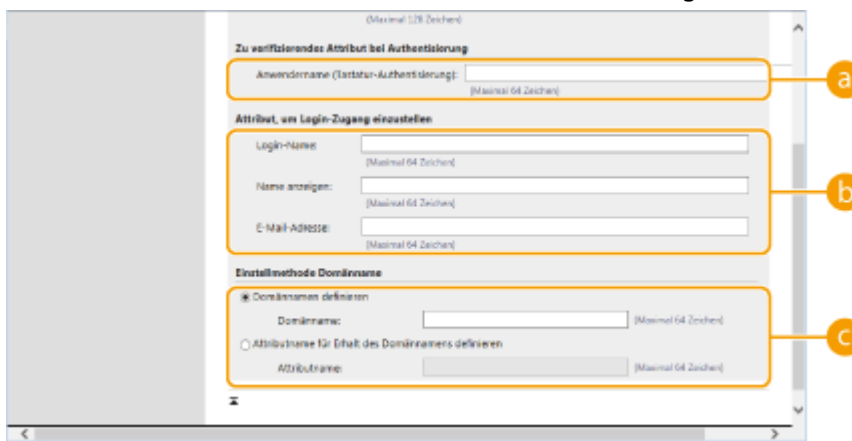 (Maximal 128 Zeichen)
Zu verifizierendes Attribut bei Authentisierung
Anwendername (Tastatur-Authentisierung):
(Maximal 64 Zeichen)
a
Attribut, um Login-Zugang einzustellen
Login-Name:
(Maximal 64 Zeichen)
Name anzeigen:
(Maximal 64 Zeichen)
b
E-Mail-Adresse:
(Maximal 64 Zeichen)
Einstellmethode Domänname
Domännamen definieren
Domänname: (Maximal 64 Zeichen)
c
Attributname für Erhalt des Domännamens definieren
Attributname: (Maximal 64 Zeichen)